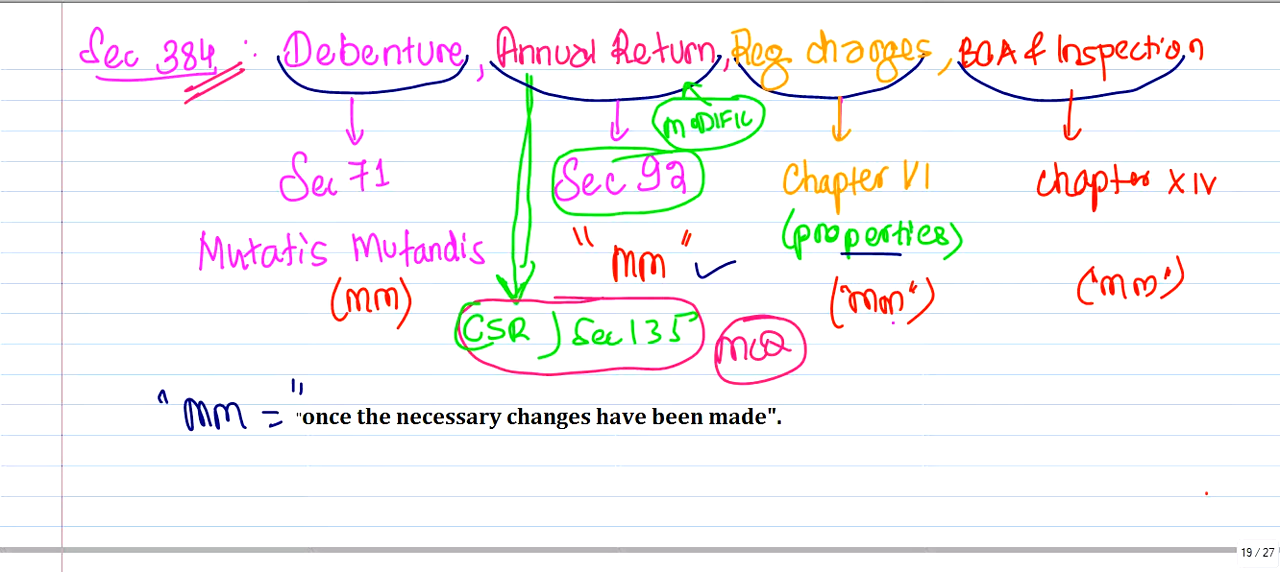 Sec 384 : Debenture, Annual Return, Reg charges, BOA & Inspection
MODIFIC
Sec 71 Sec 92 Chapter VI Chapter XIV
(properties)
Mutatis Mutandis "MM" ("MM") ("MM")
(MM)
CSR) Sec 135 MCQ
"MM = " "once the necessary changes have been made".
19 / 27